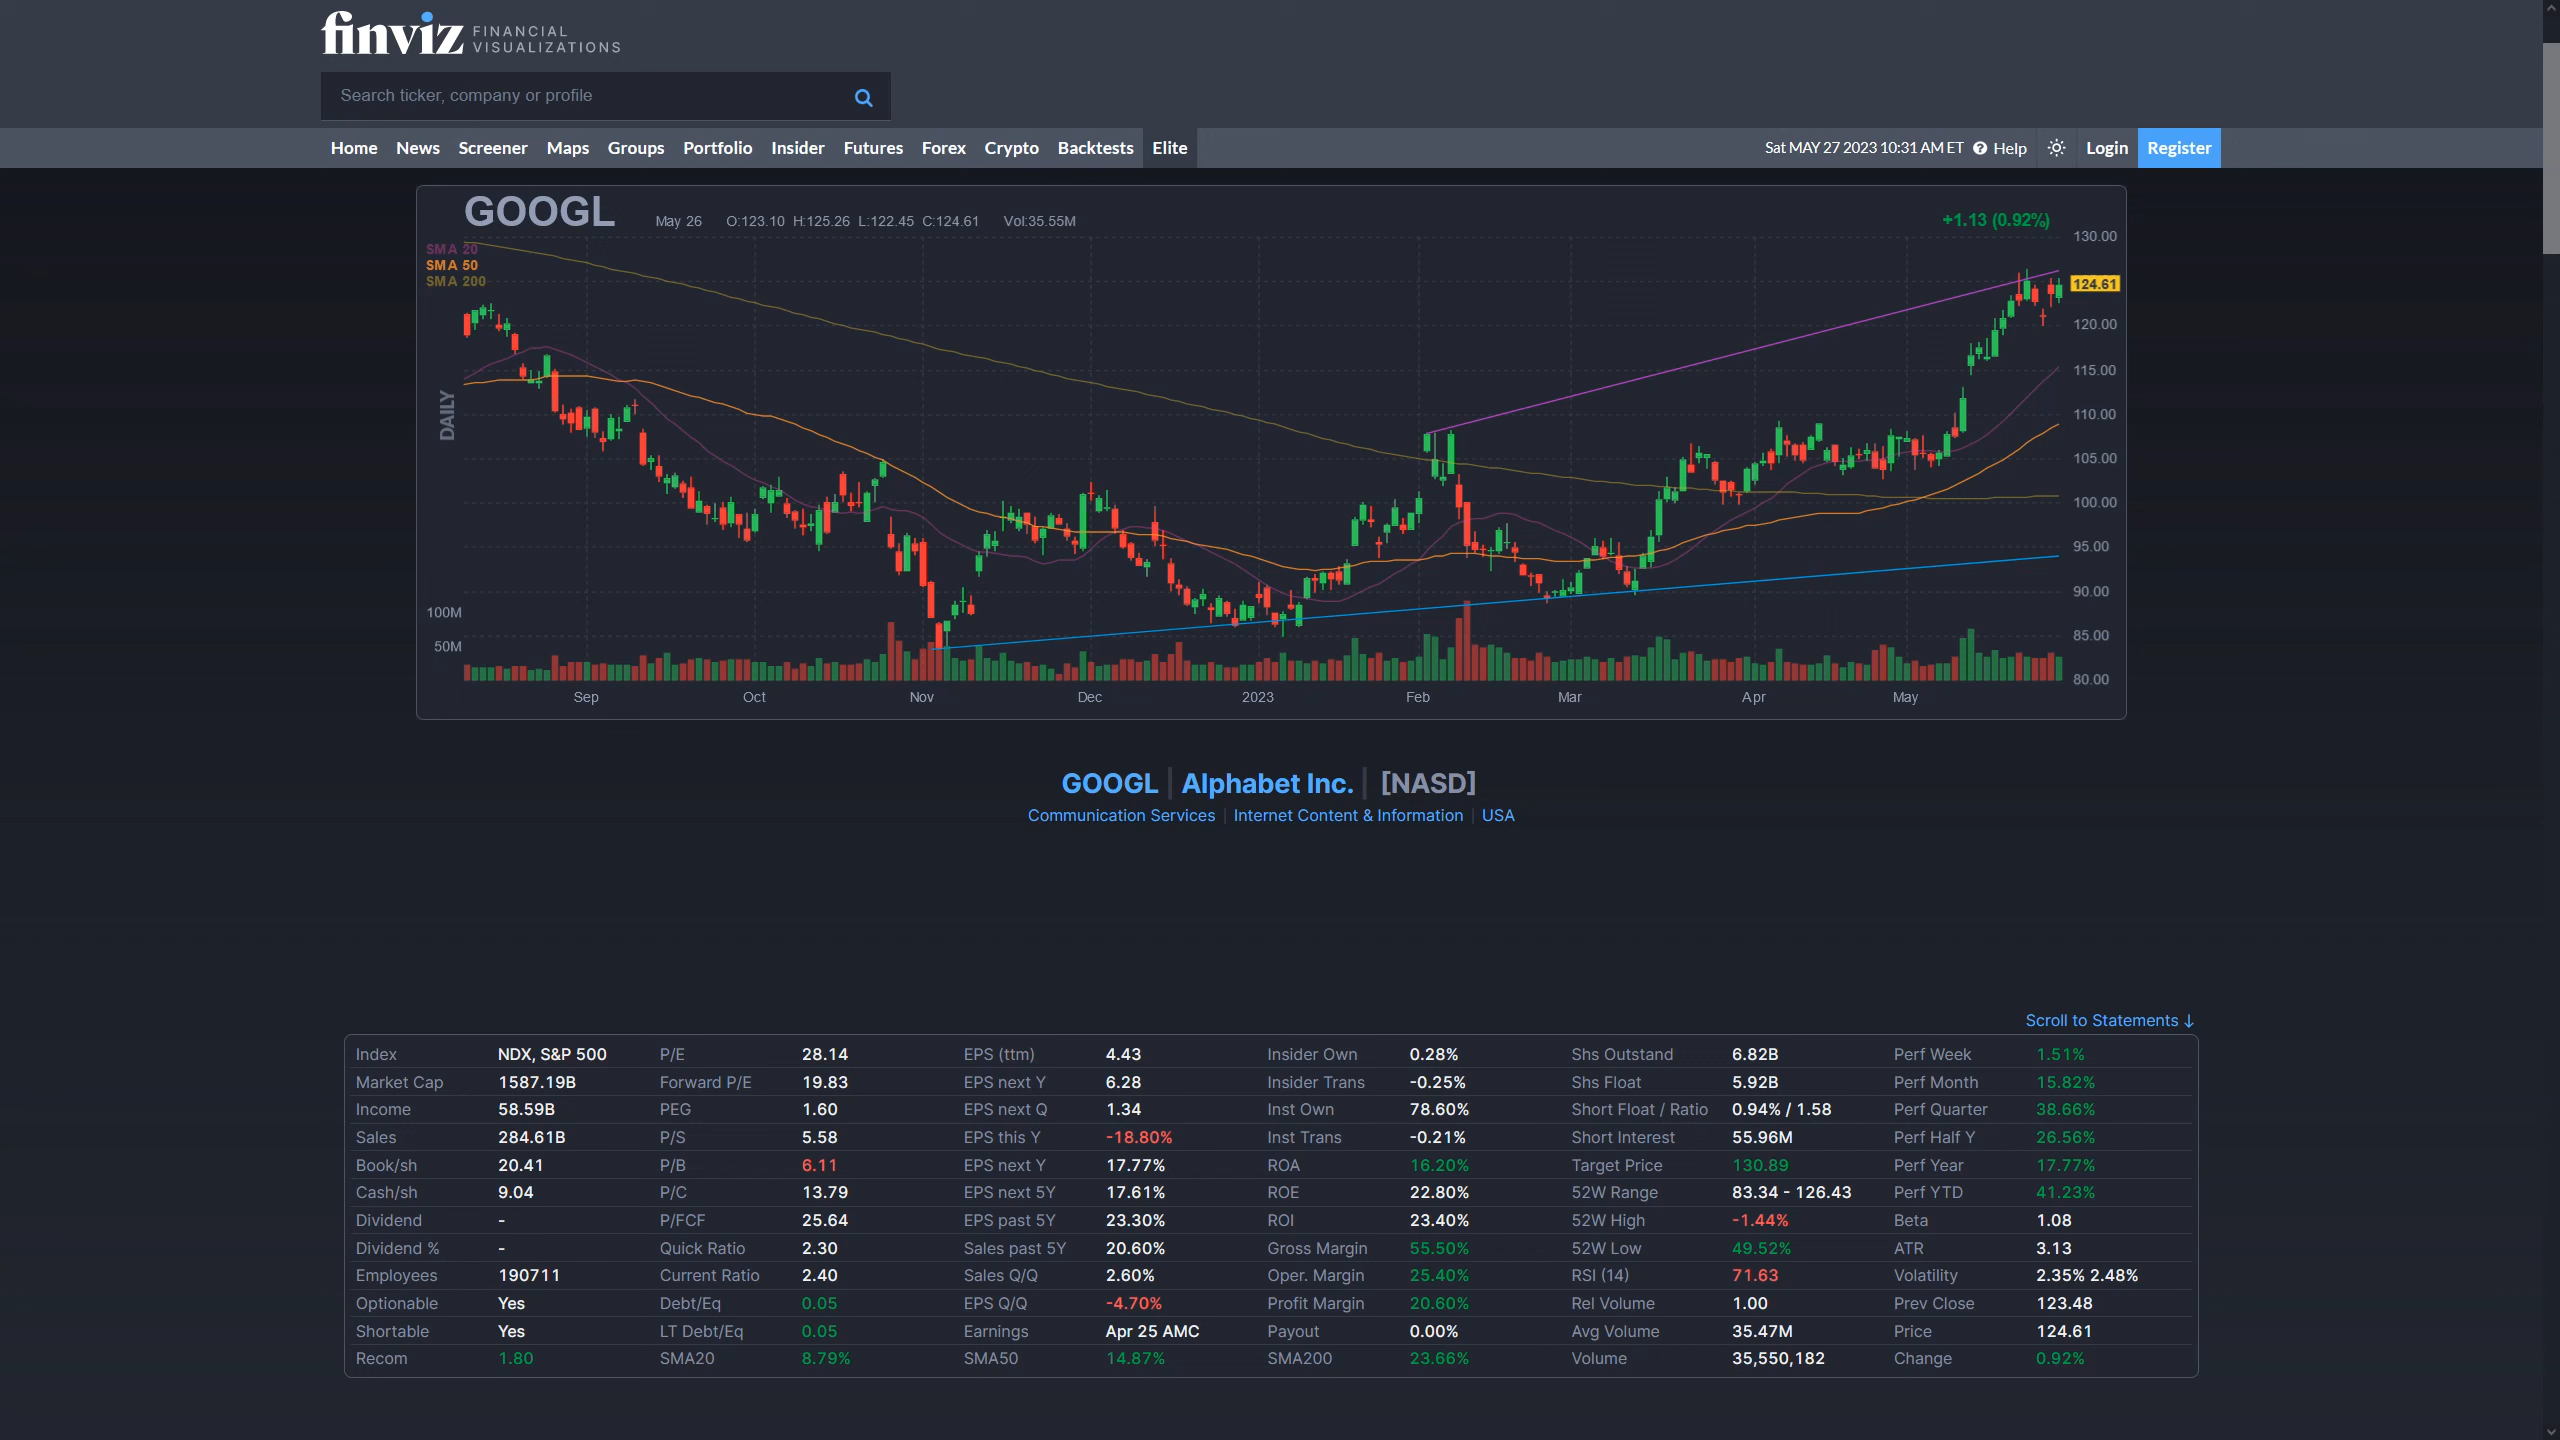 finviz FINANCIAL VISUALIZATIONS
Search ticker, company or profile
Home News Screener Maps Groups Portfolio Insider Futures Forex Crypto Backtests Elite Sat MAY 27 2023 10:31 AM ET Help Login Register
GOOGL May 26 O:123.10 H:125.26 L:122.45 C:124.61 Vol:35.55M +1.13 (0.92%)
130.00
SMA 20
SMA 50
SMA 200
124.61
120.00
115.00
DAILY
110.00
105.00
100.00
95.00
90.00
100M
85.00
50M
80.00
Sep Oct Nov Dec 2023 Feb Mar Apr May
GOOGL Alphabet Inc. [NASD]
Communication Services Internet Content & Information USA
Scroll to Statements ↓
Index NDX, S&P 500 P/E 28.14 EPS (ttm) 4.43 Insider Own 0.28% Shs Outstand 6.82B Perf Week 1.51%
Market Cap 1587.19B Forward P/E 19.83 EPS next Y 6.28 Insider Trans -0.25% Shs Float 5.92B Perf Month 15.82%
Income 58.59B PEG 1.60 EPS next Q 1.34 Inst Own 78.60% Short Float / Ratio 0.94% / 1.58 Perf Quarter 38.66%
Sales 284.61B P/S 5.58 EPS this Y -18.80% Inst Trans -0.21% Short Interest 55.96M Perf Half Y 26.56%
Book/sh 20.41 P/B 6.11 EPS next Y 17.77% ROA 16.20% Target Price 130.89 Perf Year 17.77%
Cash/sh 9.04 P/C 13.79 EPS next 5Y 17.61% ROE 22.80% 52W Range 83.34 - 126.43 Perf YTD 41.23%
Dividend - P/FCF 25.64 EPS past 5Y 23.30% ROI 23.40% 52W High -1.44% Beta 1.08
Dividend % - Quick Ratio 2.30 Sales past 5Y 20.60% Gross Margin 55.50% 52W Low 49.52% ATR 3.13
Employees 190711 Current Ratio 2.40 Sales Q/Q 2.60% Oper. Margin 25.40% RSI (14) 71.63 Volatility 2.35% 2.48%
Optionable Yes Debt/Eq 0.05 EPS Q/Q -4.70% Profit Margin 20.60% Rel Volume 1.00 Prev Close 123.48
Shortable Yes LT Debt/Eq 0.05 Earnings Apr 25 AMC Payout 0.00% Avg Volume 35.47M Price 124.61
Recom 1.80 SMA20 8.79% SMA50 14.87% SMA200 23.66% Volume 35,550,182 Change 0.92%